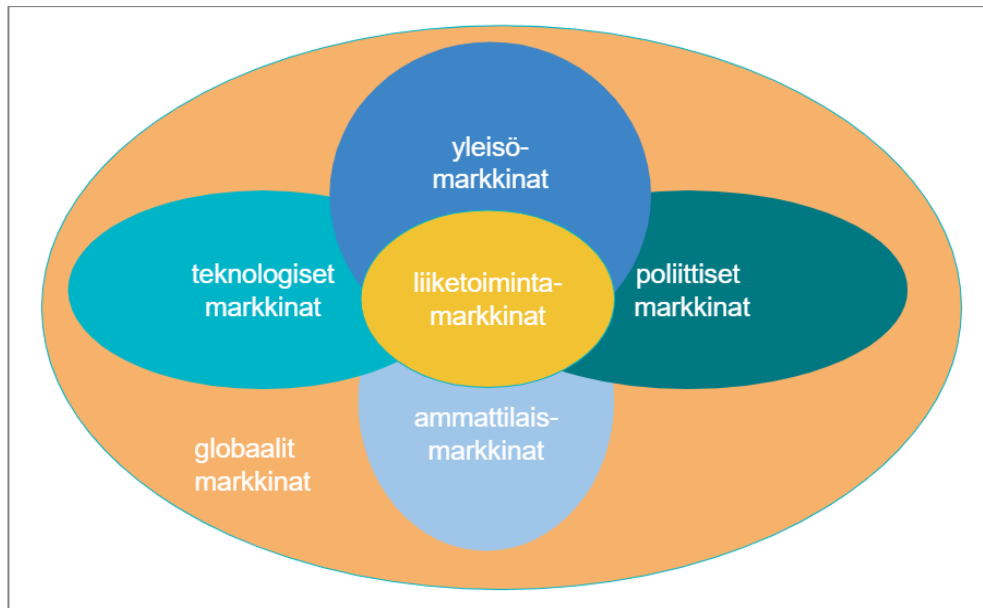 yleisö-
markkinat
teknologiset
markkinat
liiketoiminta-
markkinat
poliittiset
markkinat
ammattilais-
markkinat
globaalit
markkinat